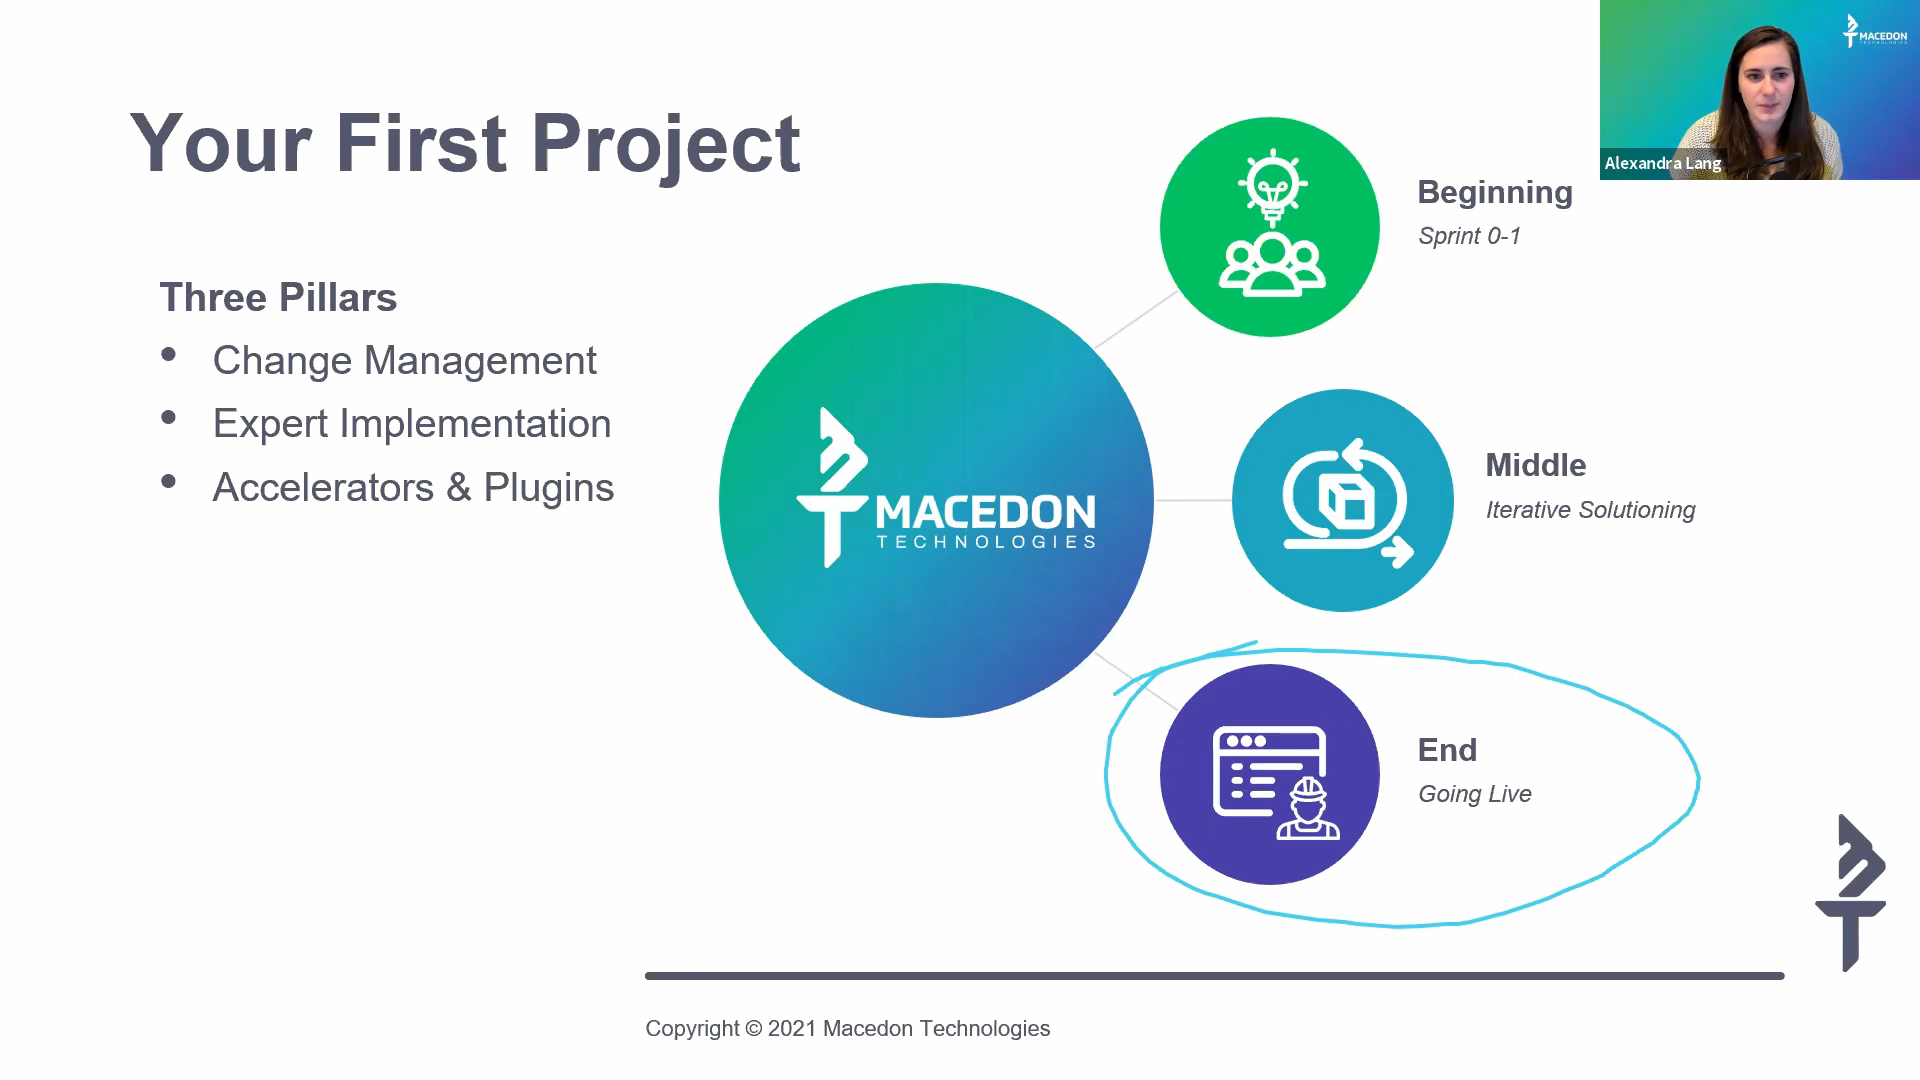 Your First Project
Three Pillars
• Change Management
• Expert Implementation
• Accelerators & Plugins
MACEDON
TECHNOLOGIES
Beginning
Sprint 0-1
Middle
Iterative Solutioning
End
Going Live
MACEDON
TECHNOLOGIES
Alexandra Lang
Copyright © 2021 Macedon Technologies